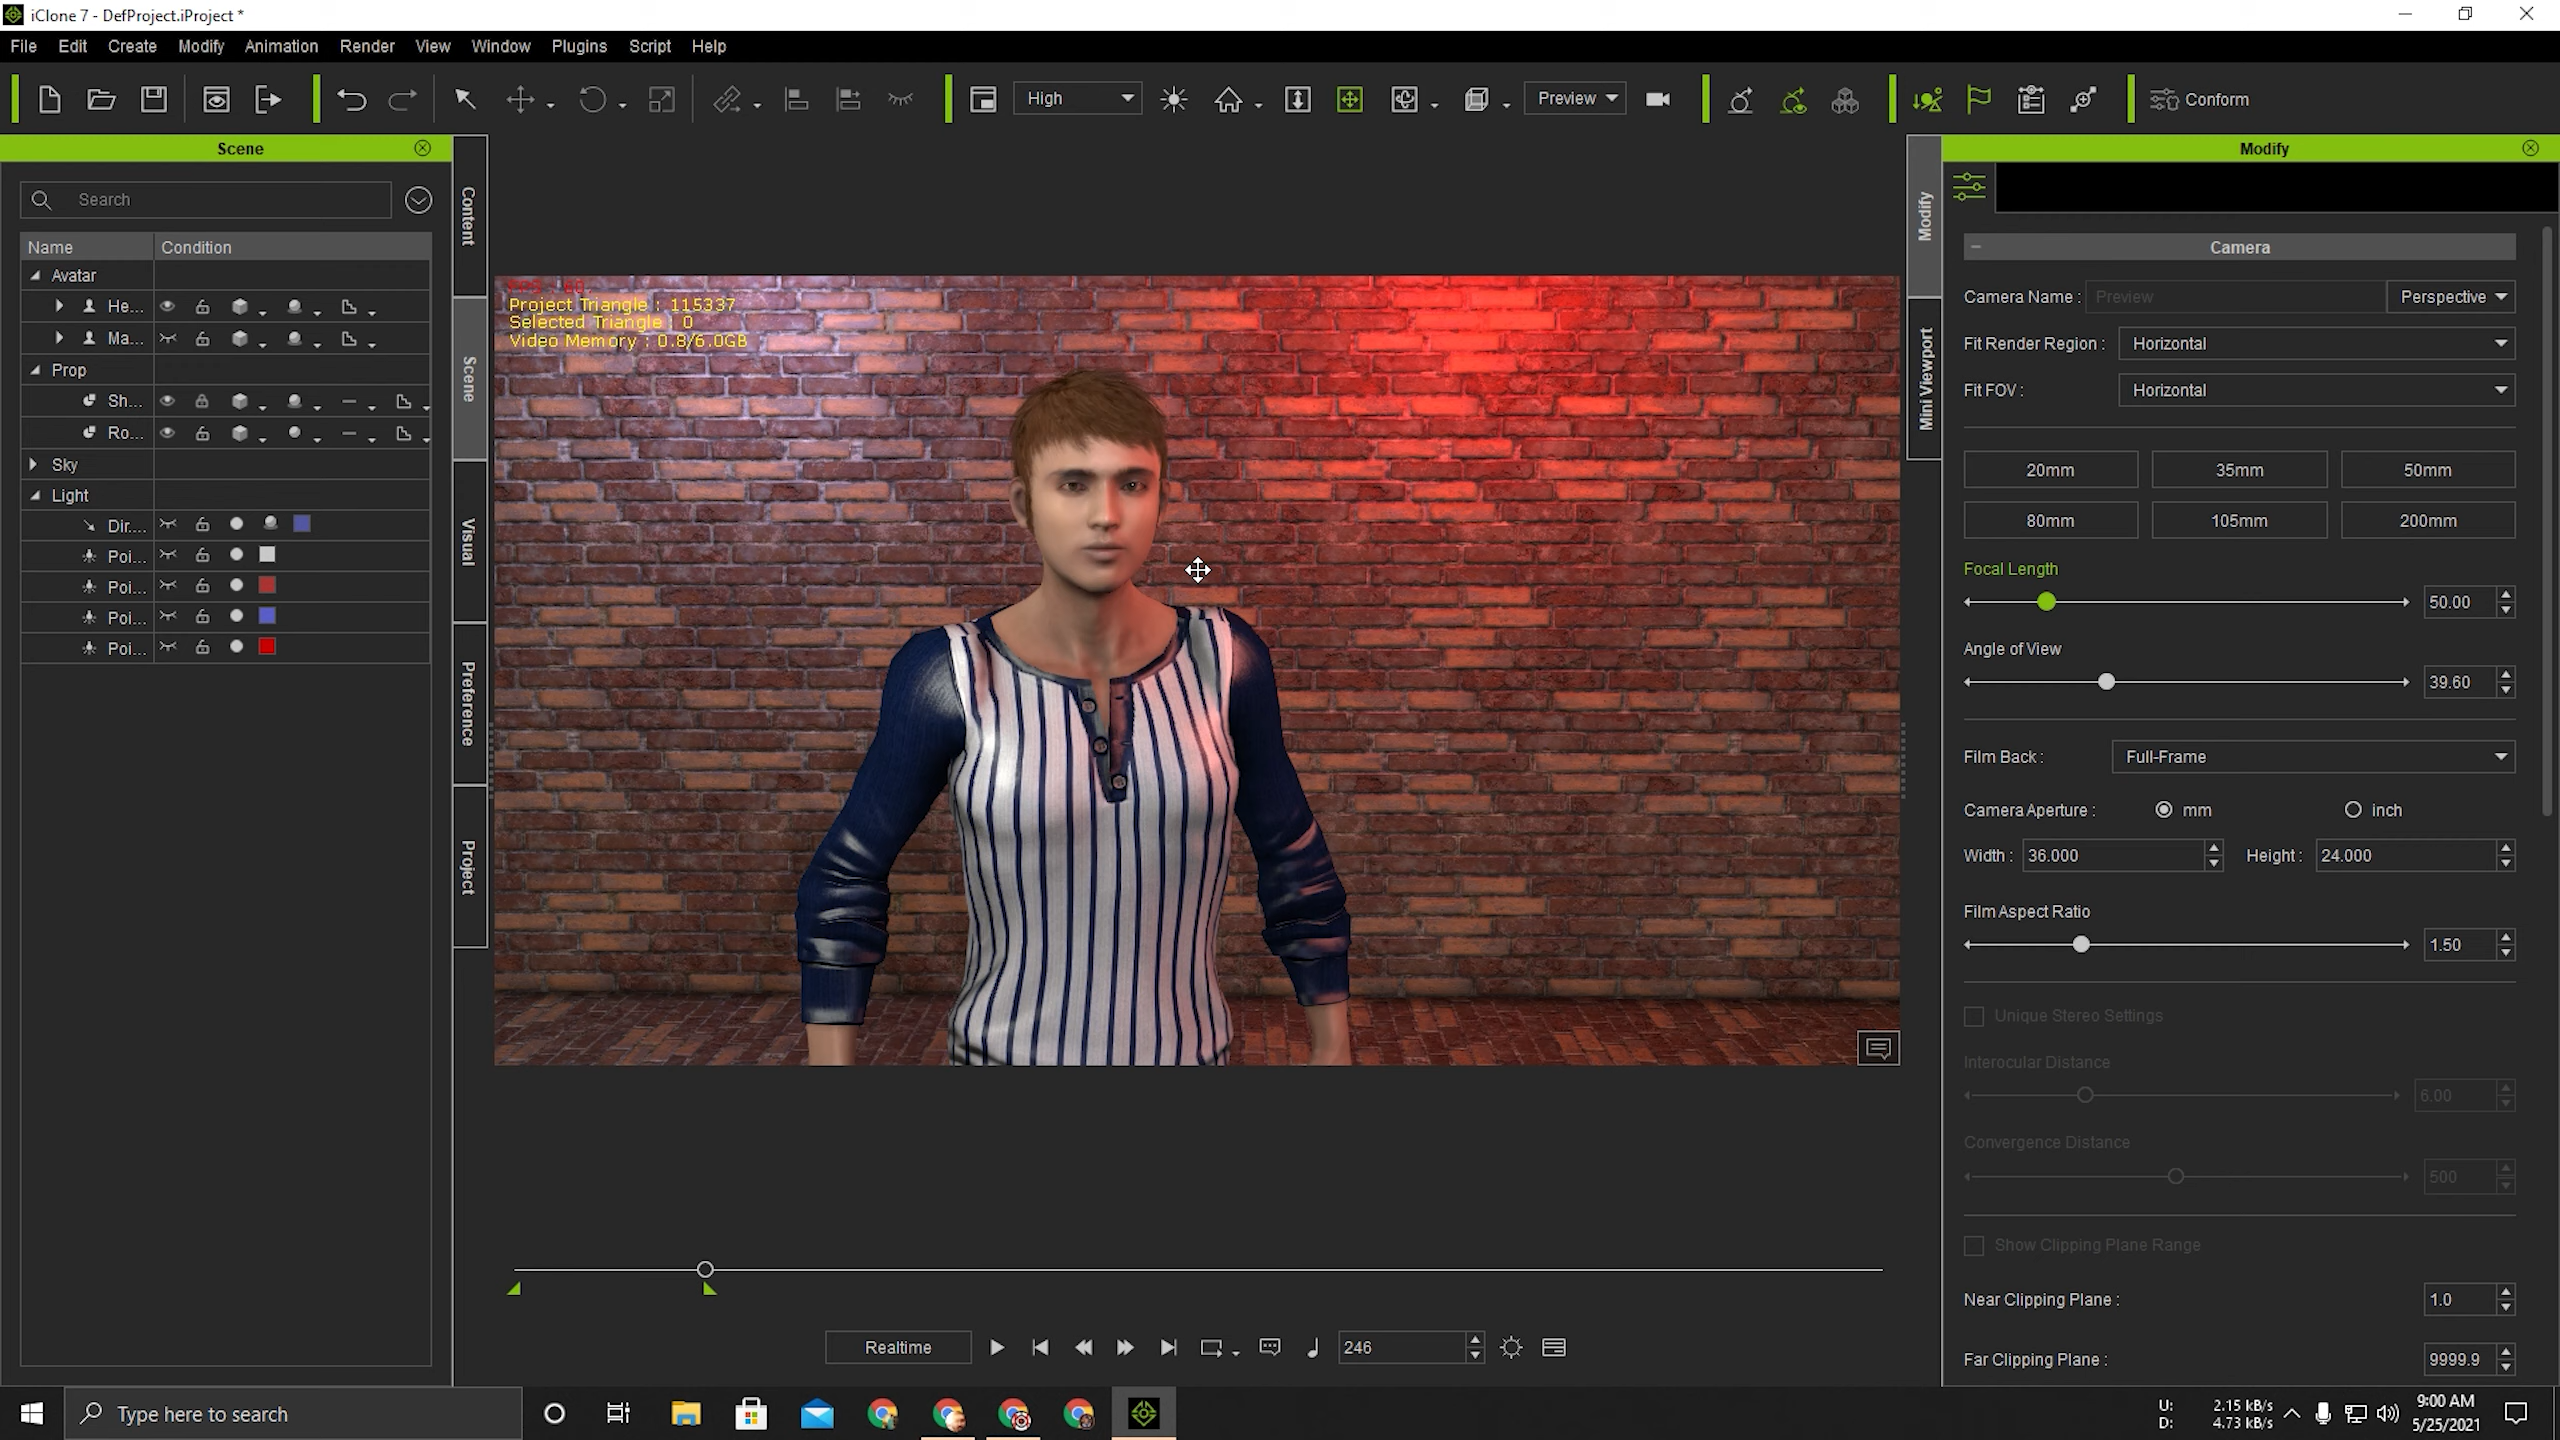 iClone 7 - DefProject.iProject *
File Edit Create Modify Animation Render View Window Plugins Script Help
High Preview Conform
Scene
Search
Name Condition
Avatar
He...
Ma...
Prop
Sh...
Ro...
Sky
Light
Dir....
Poi...
Poi...
Poi...
Poi...
Content
Scene
Visual
Preference
Project
Project Triangle : 115337
Selected Triangle : 0
Video Memory : 0.8/6.0GB
Realtime 246
Modify
Mini Viewport
Modify
Camera
Camera Name : Preview Perspective
Fit Render Region : Horizontal
Fit FOV : Horizontal
20mm 35mm 50mm
80mm 105mm 200mm
Focal Length
50.00
Angle of View
39.60
Film Back : Full-Frame
Camera Aperture : mm inch
Width : 36.000 Height : 24.000
Film Aspect Ratio
1.50
Unique Stereo Settings
Interocular Distance
6.00
Convergence Distance
500
Show Clipping Plane Range
Near Clipping Plane : 1.0
Far Clipping Plane : 9999.9
Type here to search
U: 2.15 kB/s
D: 4.73 kB/s
9:00 AM
5/25/2021